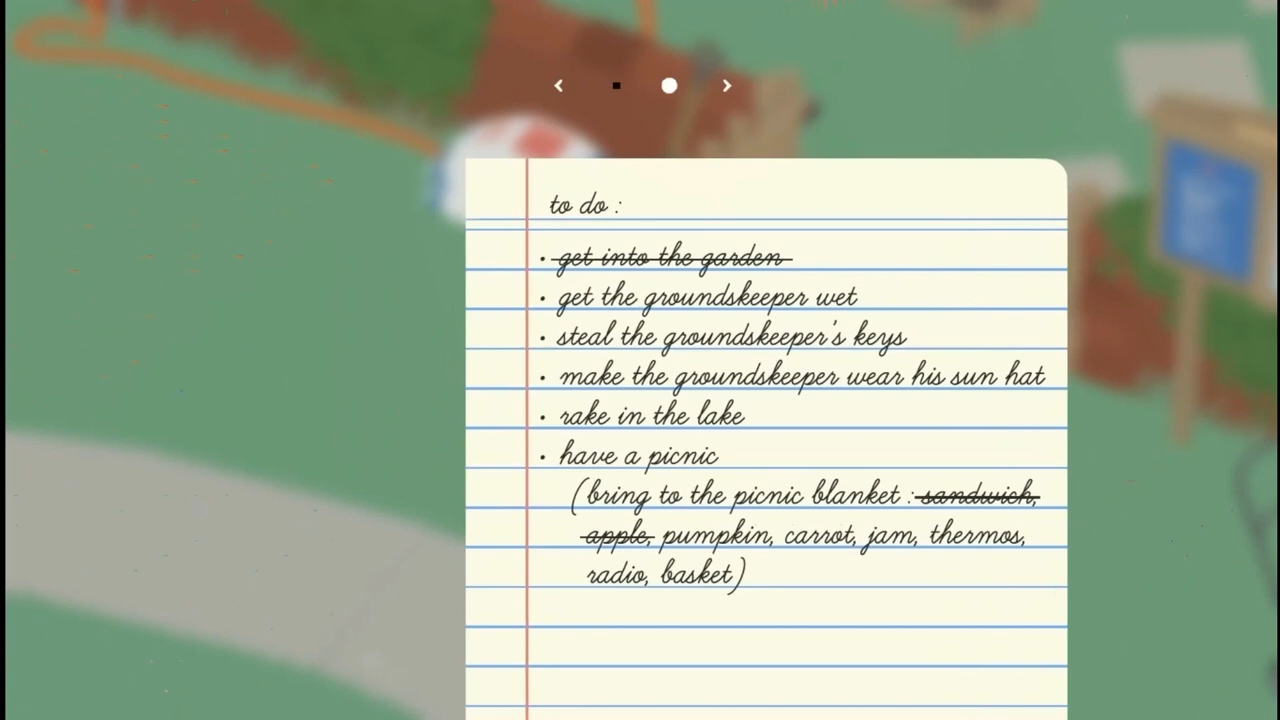 to do :
• get into the garden
• get the groundskeeper wet
• steal the groundskeeper's keys
• make the groundskeeper wear his sun hat
• rake in the lake
• have a picnic
(bring to the picnic blanket : sandwich,
apple, pumpkin, carrot, jam, thermos,
radio, basket)